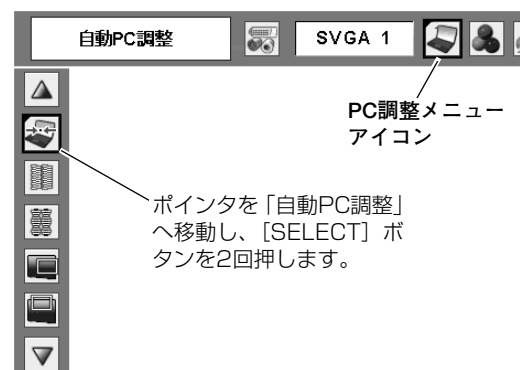 自動PC調整
SVGA 1
PC調整メニュー
アイコン
ポインタを「自動PC調整」
へ移動し、［SELECT］ボ
タンを2回押します。